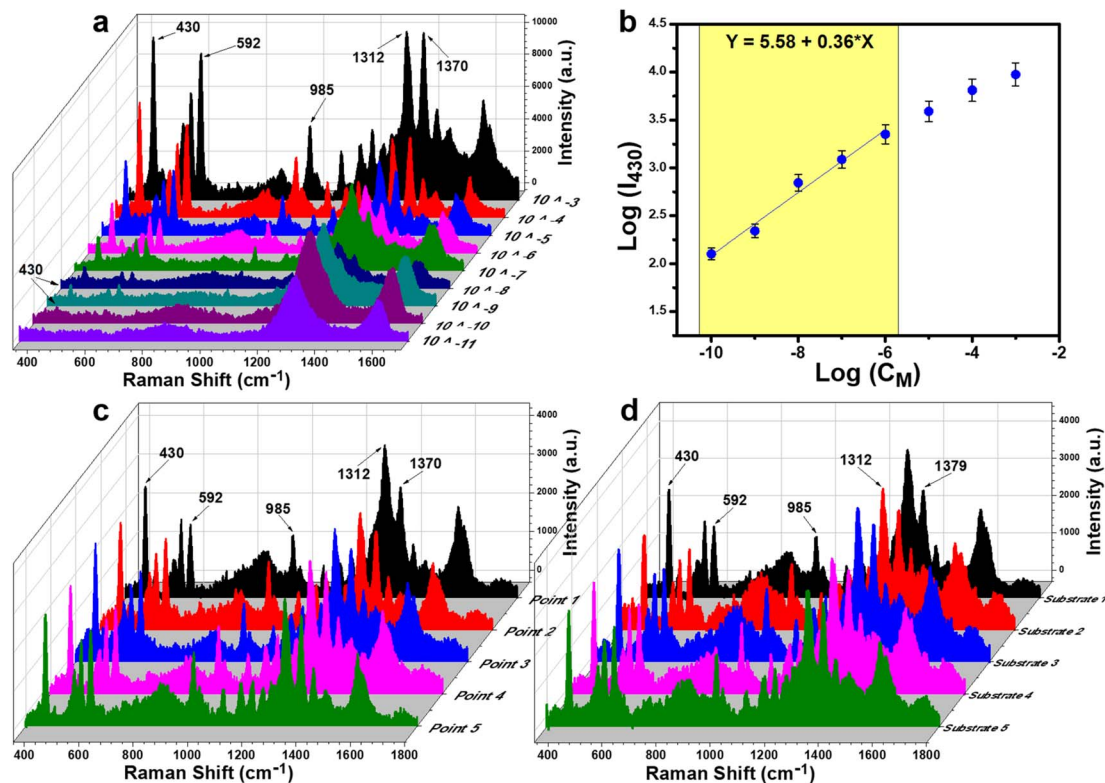 a
430
592
985
1312
1370
430
10000
8000
6000
4000
2000
0
Intensity (a.u.)
10^-3
10^-4
10^-5
10^-6
10^-7
10^-8
10^-9
10^-10
10^-11
400 600 800 1000 1200 1400 1600
Raman Shift (cm⁻¹)
b
Y = 5.58 + 0.36*X
4.5
4.0
3.5
3.0
2.5
2.0
1.5
Log (I₄₃₀)
-10 -8 -6 -4 -2
Log (C_M)
c
430
592
985
1312
1370
4000
3000
2000
1000
0
Intensity (a.u.)
Point 1
Point 2
Point 3
Point 4
Point 5
400 600 800 1000 1200 1400 1600 1800
Raman Shift (cm⁻¹)
d
430
592
985
1312
1379
4000
3000
2000
1000
0
Intensity (a.u.)
Substrate 1
Substrate 2
Substrate 3
Substrate 4
Substrate 5
400 600 800 1000 1200 1400 1600 1800
Raman Shift (cm⁻¹)